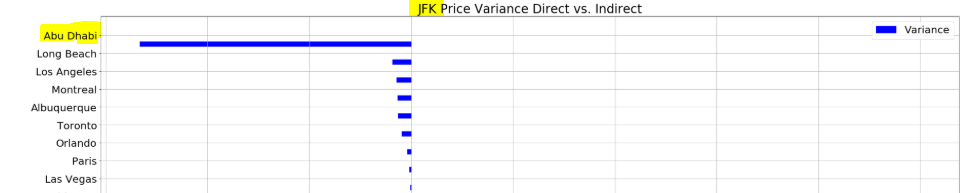 JFK Price Variance Direct vs. Indirect
Variance
Abu Dhabi
Long Beach
Los Angeles
Montreal
Albuquerque
Toronto
Orlando
Paris
Las Vegas